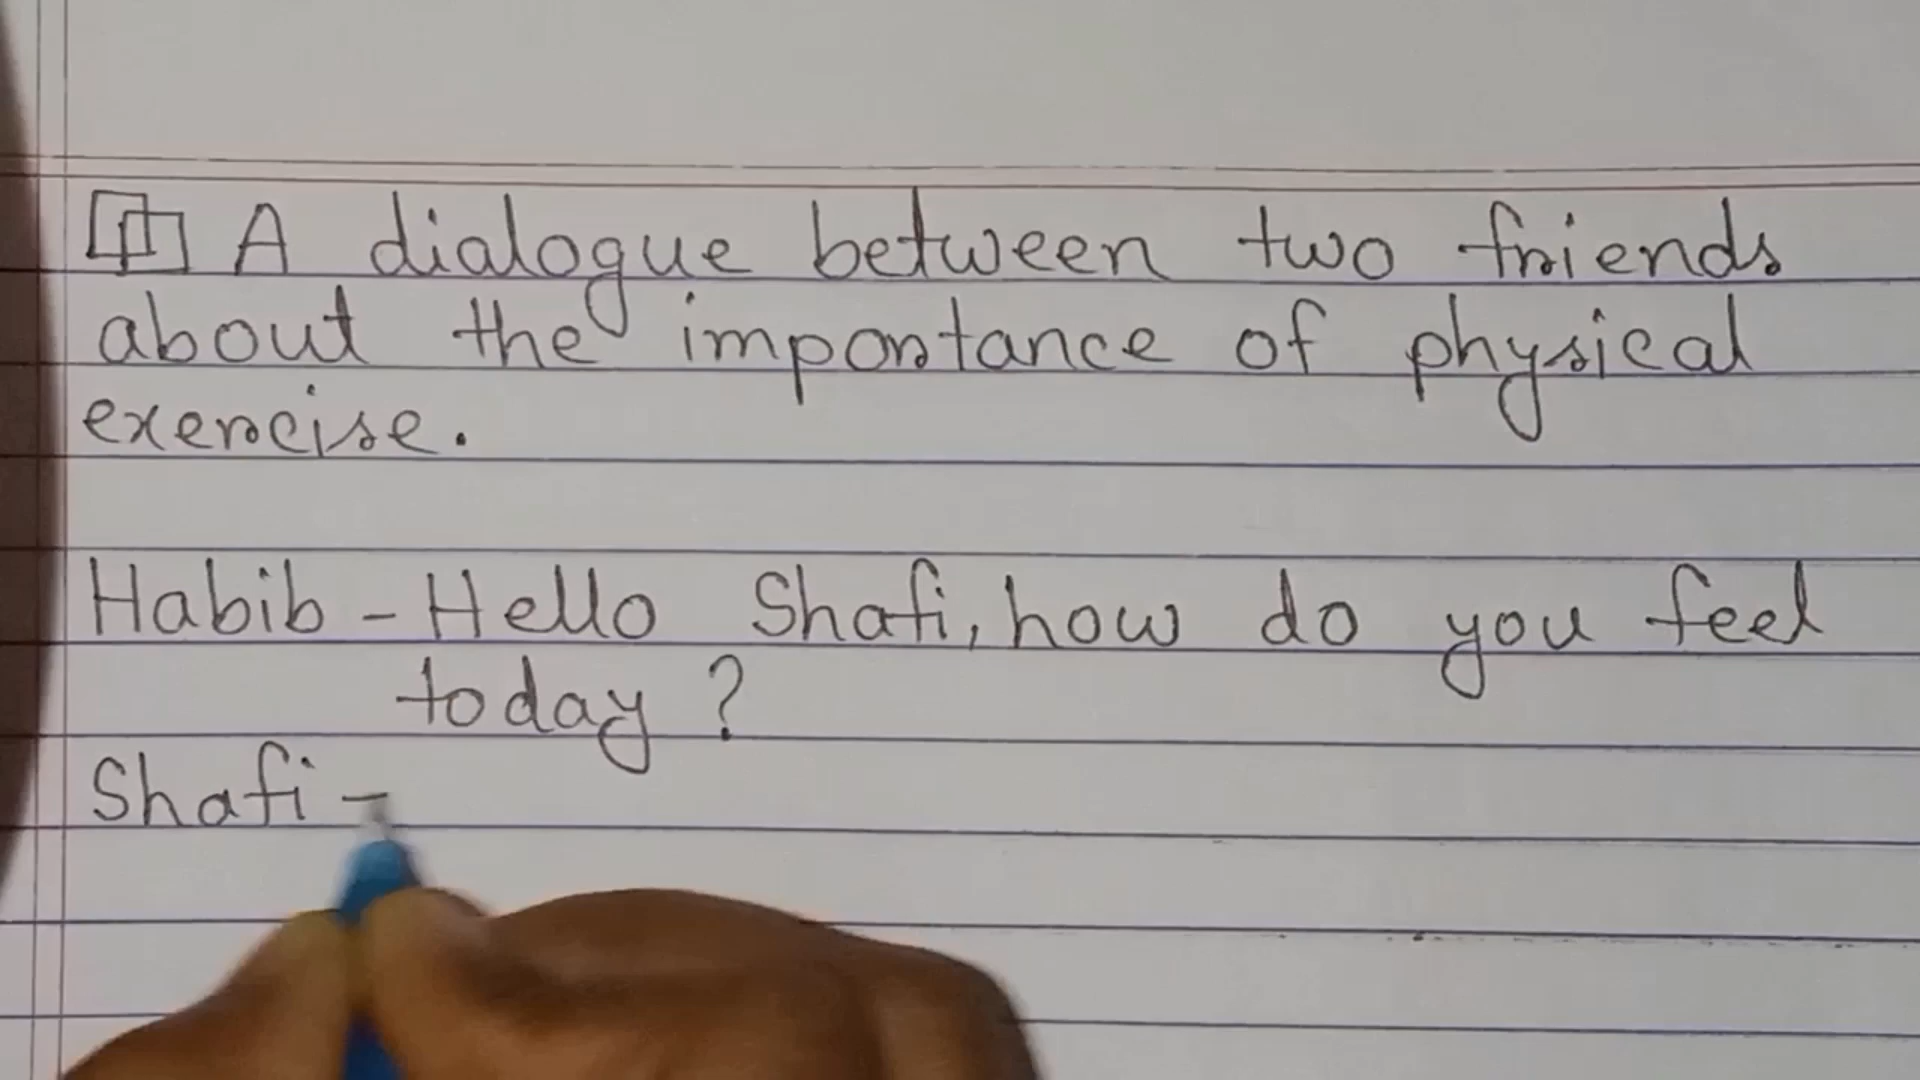 A dialogue between two friends
about the importance of physical
exercise.
Habib - Hello Shafi, how do you feel
today ?
Shafi -